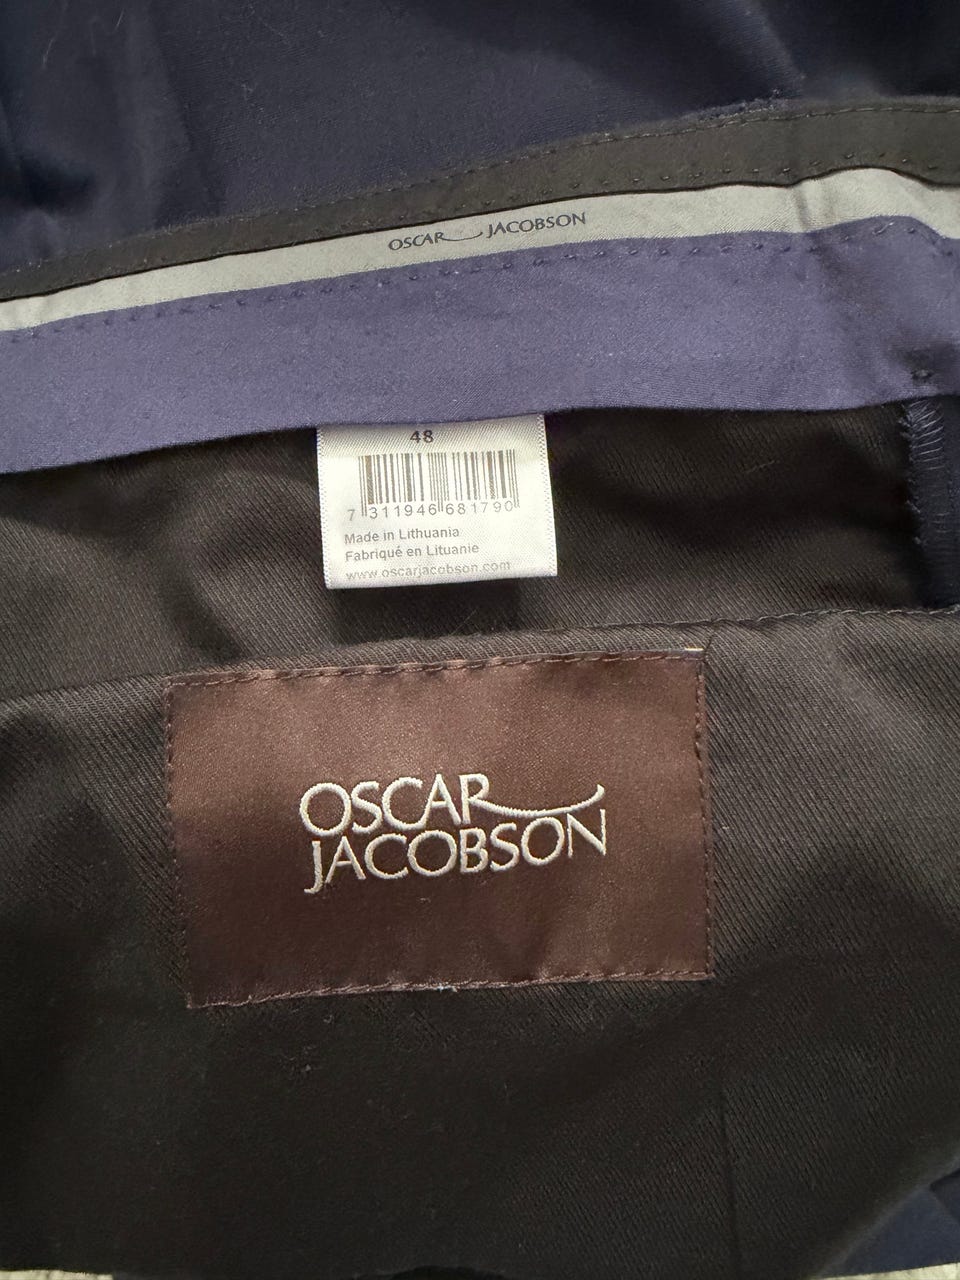 OSCAR JACOBSON
48
7 311946 681790
Made in Lithuania
Fabriqué en Lituanie
www.oscarjacobson.com
OSCAR
JACOBSON